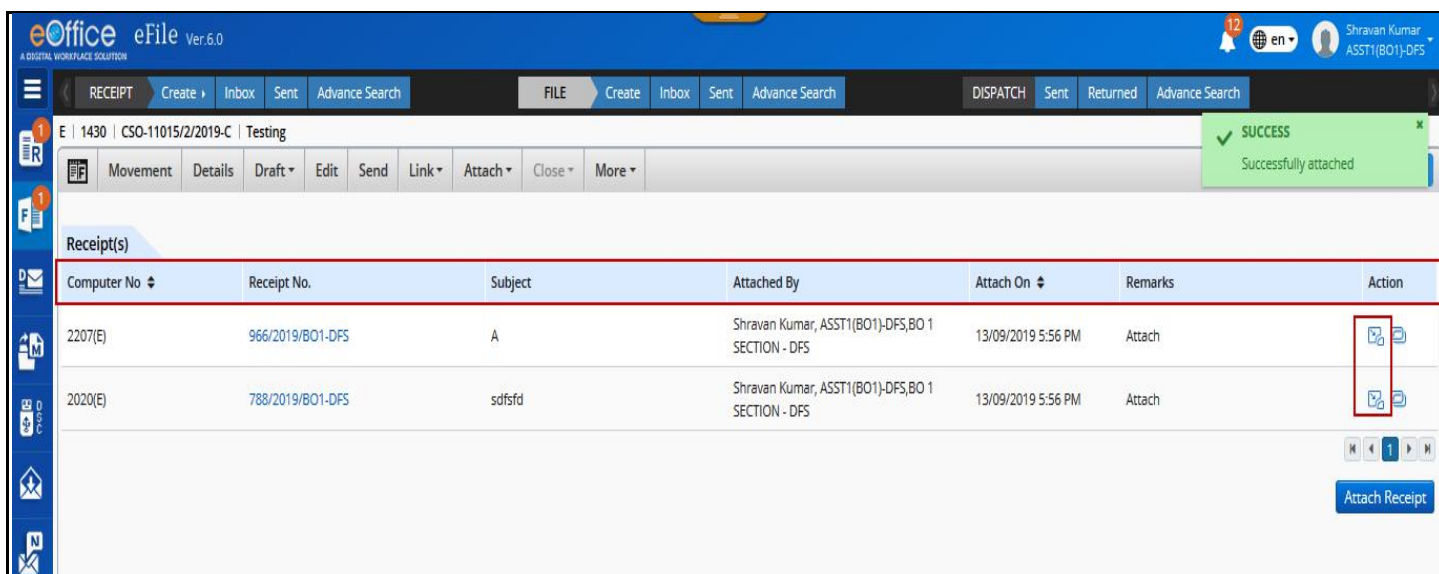 12
eOffice eFile Ver.6.0
A DIGITAL WORKPLACE SOLUTION
en
Shravan Kumar
ASST1(BO1)-DFS
RECEIPT Create Inbox Sent Advance Search FILE Create Inbox Sent Advance Search DISPATCH Sent Returned Advance Search
E | 1430 | CSO-11015/2/2019-C | Testing
SUCCESS x
Successfully attached
Movement Details Draft Edit Send Link Attach Close More
1
R
1
F
D
M
DSC
N
Receipt(s)
Computer No Receipt No. Subject Attached By Attach On Remarks Action
2207(E) 966/2019/BO1-DFS A Shravan Kumar, ASST1(BO1)-DFS,BO 1 13/09/2019 5:56 PM Attach
SECTION - DFS
2020(E) 788/2019/BO1-DFS sdfsfd Shravan Kumar, ASST1(BO1)-DFS,BO 1 13/09/2019 5:56 PM Attach
SECTION - DFS
1
Attach Receipt